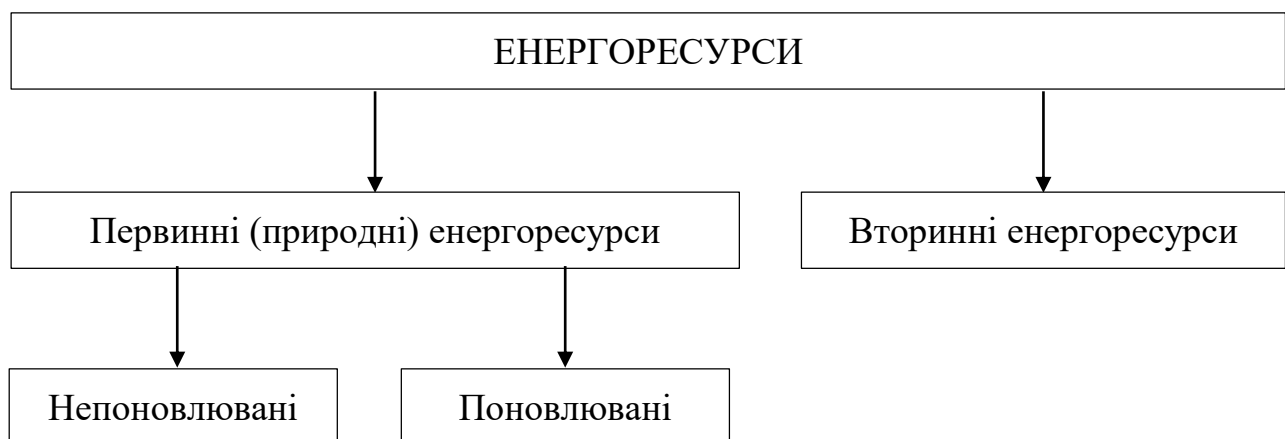 ЕНЕРГОРЕСУРСИ
Первинні (природні) енергоресурси
Вторинні енергоресурси
Непоновлювані
Поновлювані